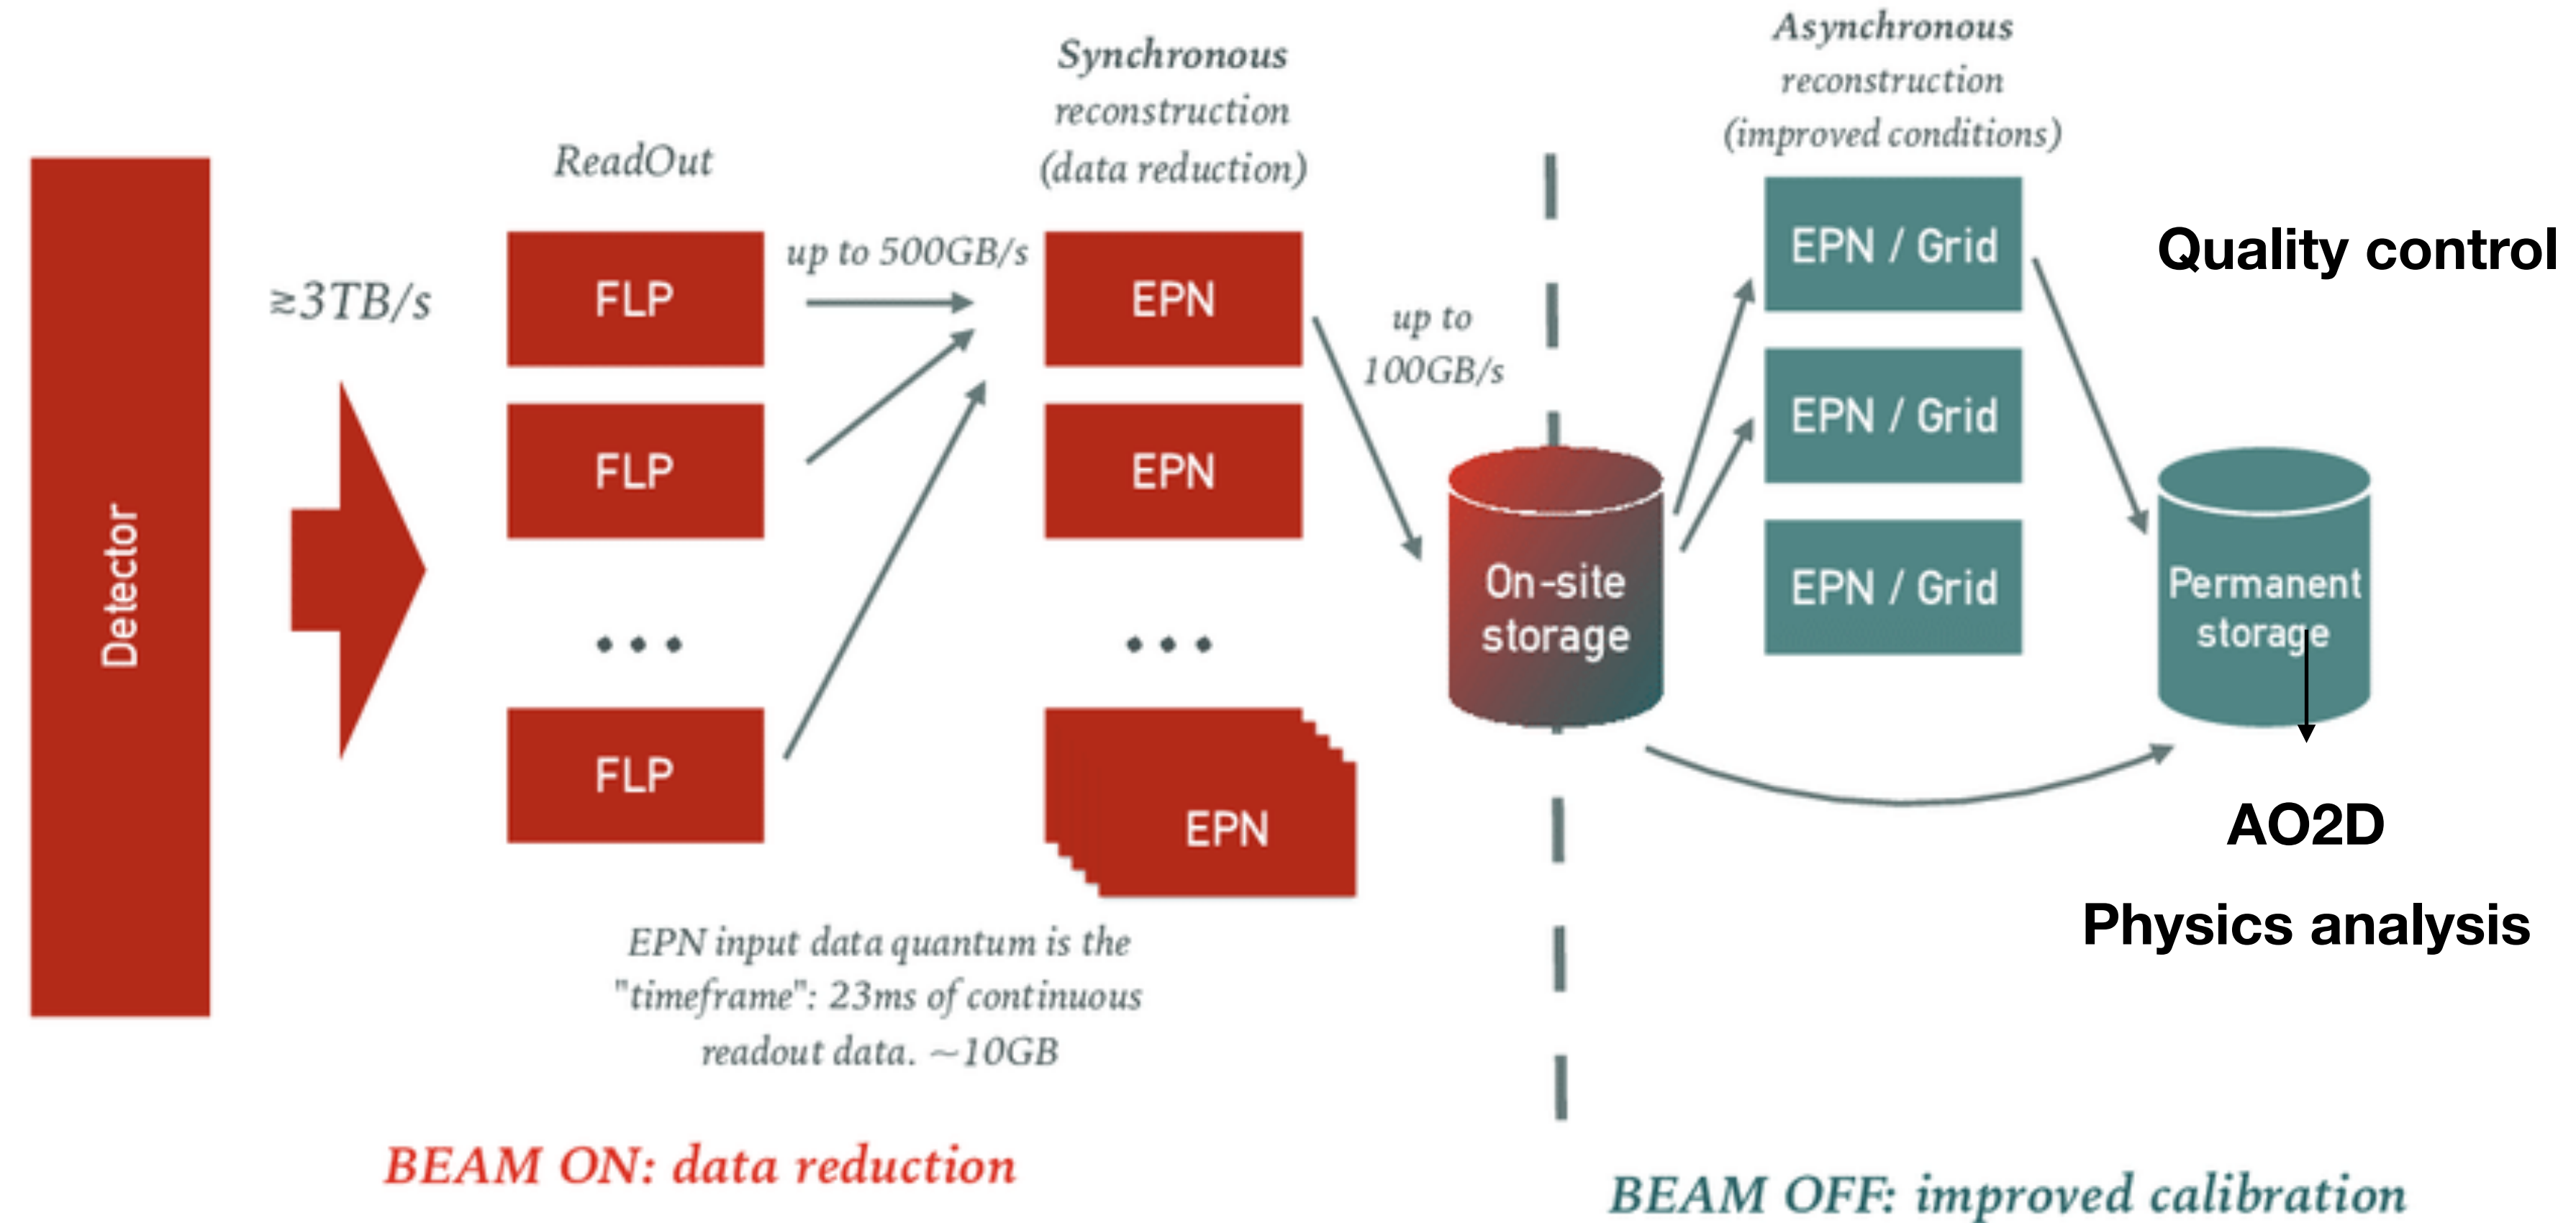 Detector
≳3TB/s
ReadOut
FLP
FLP
FLP
up to 500GB/s
Synchronous
reconstruction
(data reduction)
EPN
EPN
EPN
EPN input data quantum is the
"timeframe": 23ms of continuous
readout data. ~10GB
BEAM ON: data reduction
up to
100GB/s
On-site
storage
Asynchronous
reconstruction
(improved conditions)
EPN / Grid
EPN / Grid
EPN / Grid
Quality control
Permanent
storage
AO2D
Physics analysis
BEAM OFF: improved calibration